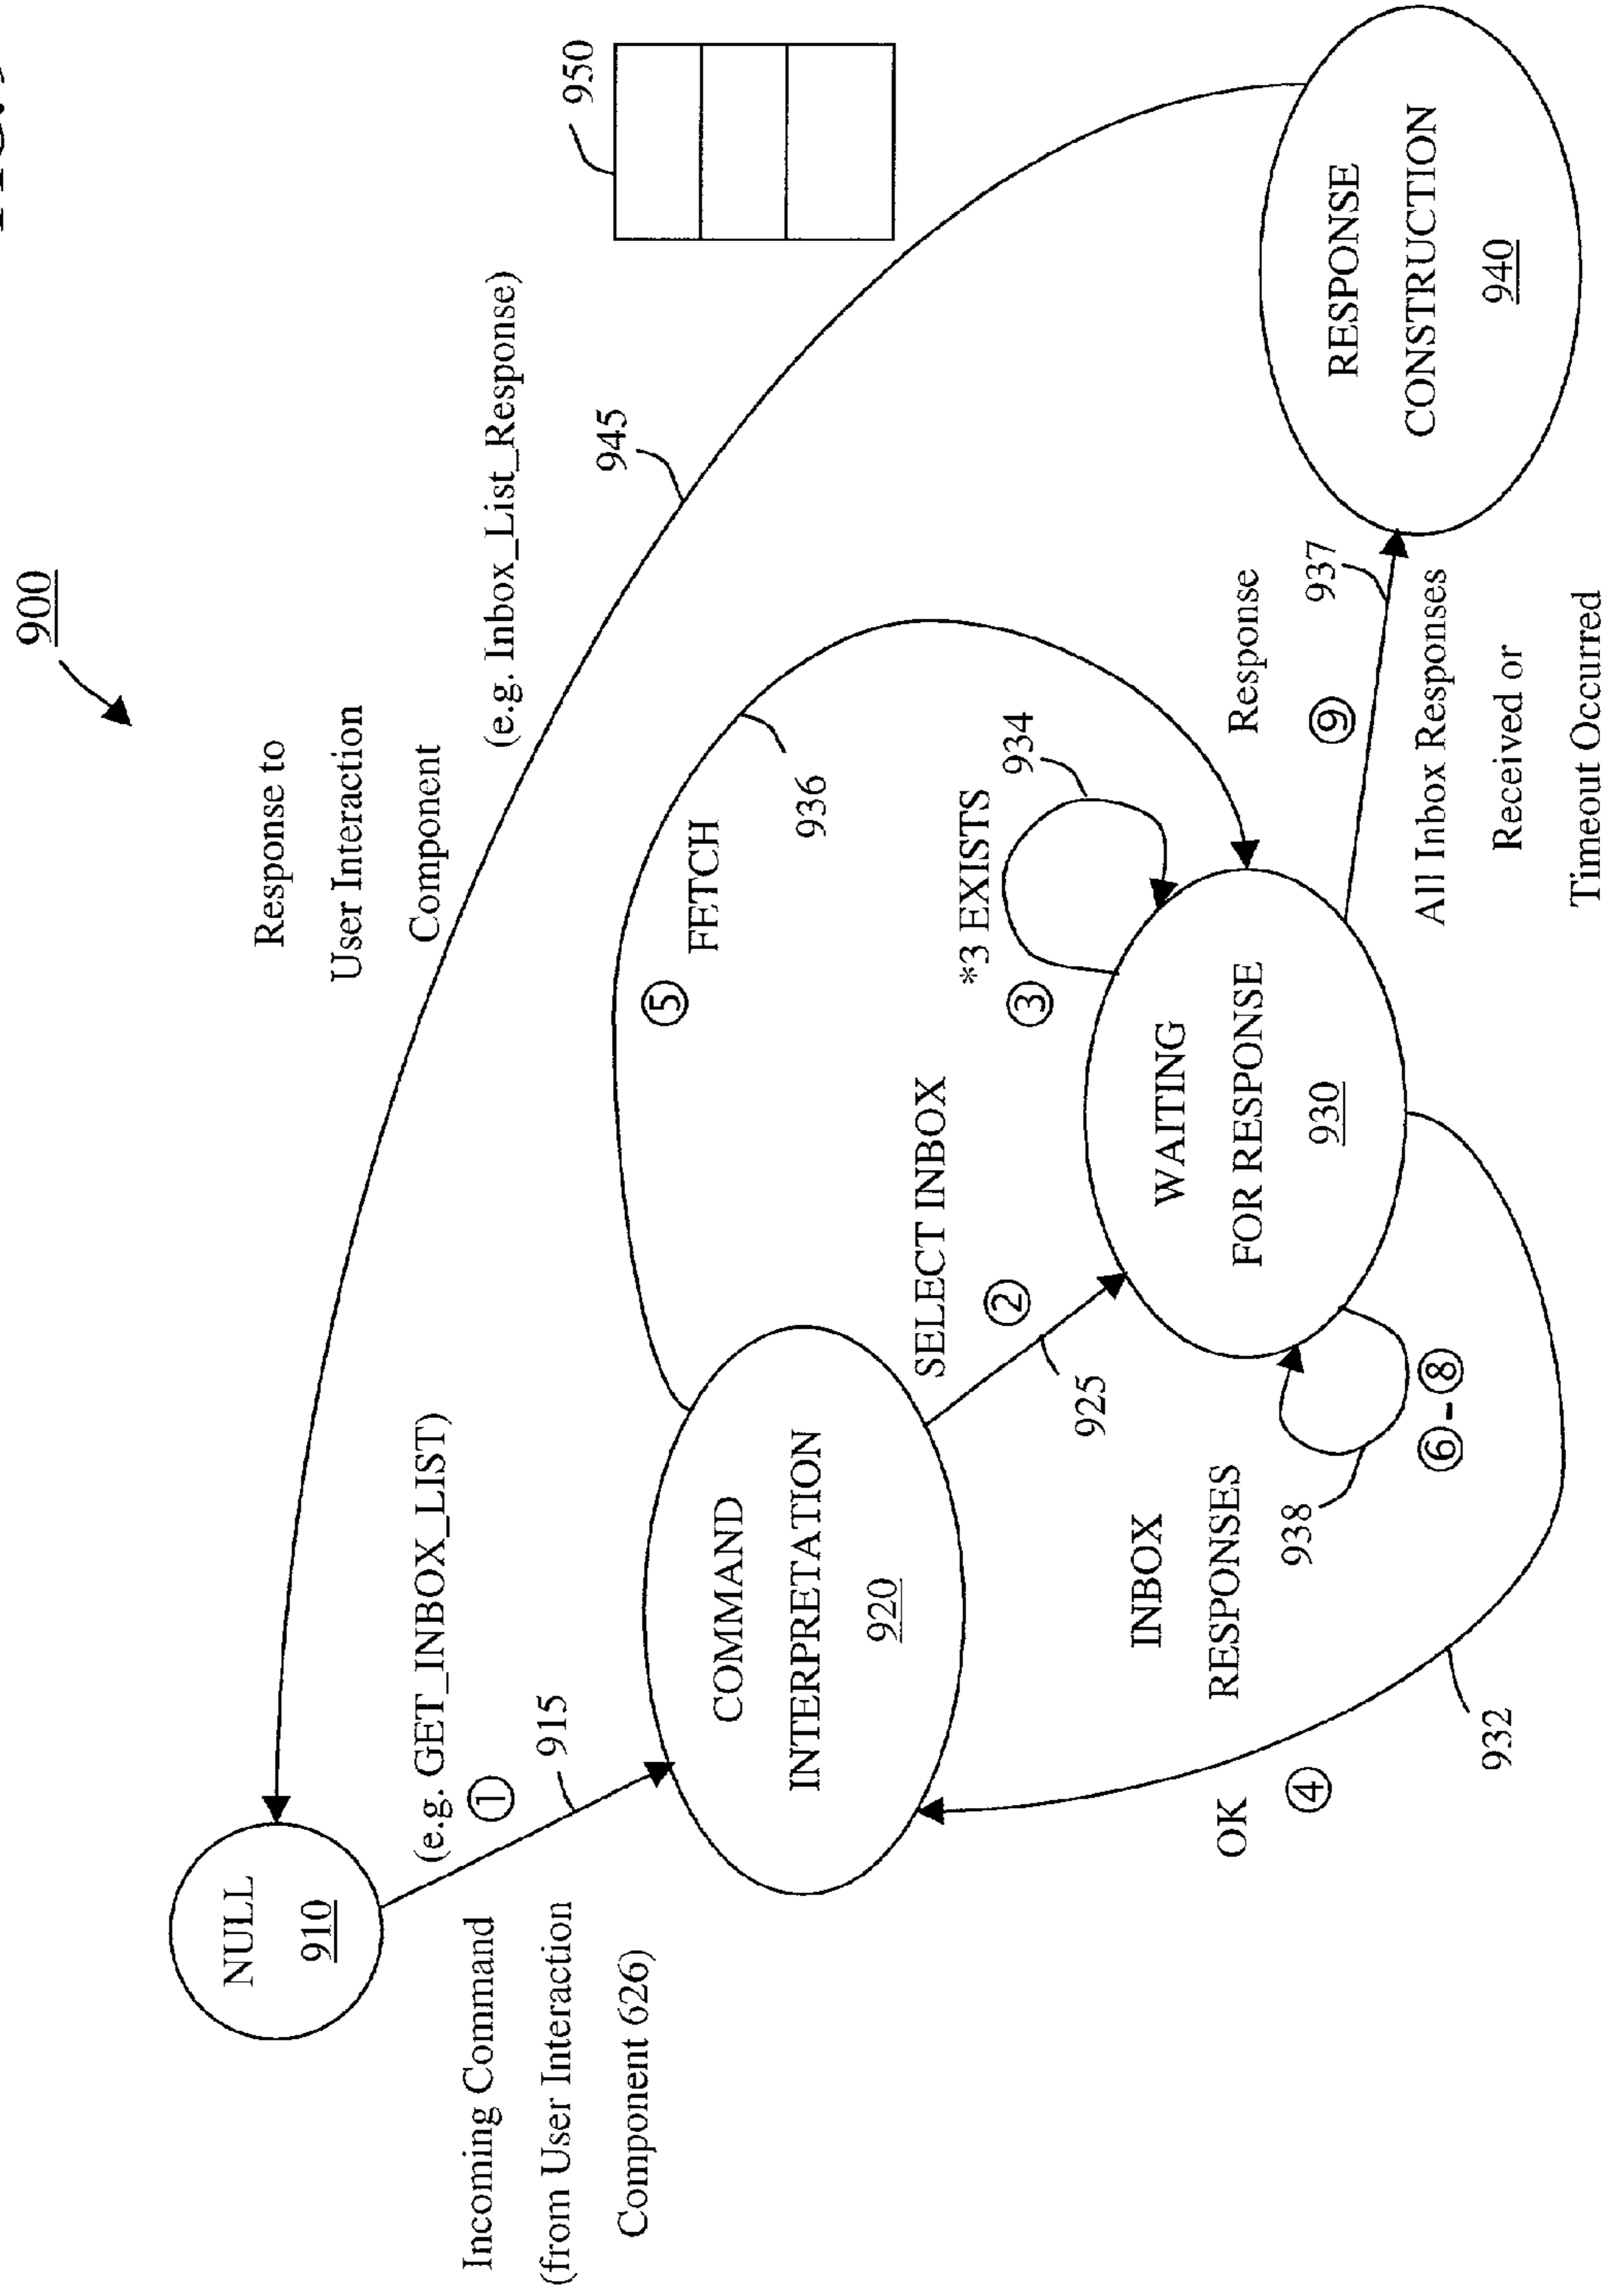 900
Response to
User Interaction
Component
(e.g. Inbox_List_Response)
945
950
NULL
910
(e.g. GET_INBOX_LIST)
①
915
Incoming Command
(from User Interaction
Component 626)
COMMAND
INTERPRETATION
920
⑤
FETCH
936
SELECT INBOX
②
925
*3 EXISTS
③
934
WAITING
FOR RESPONSE
930
INBOX
RESPONSES
938
⑥-⑧
OK
④
932
Response
⑨
937
All Inbox Responses
Received or
Timeout Occurred
RESPONSE
CONSTRUCTION
940